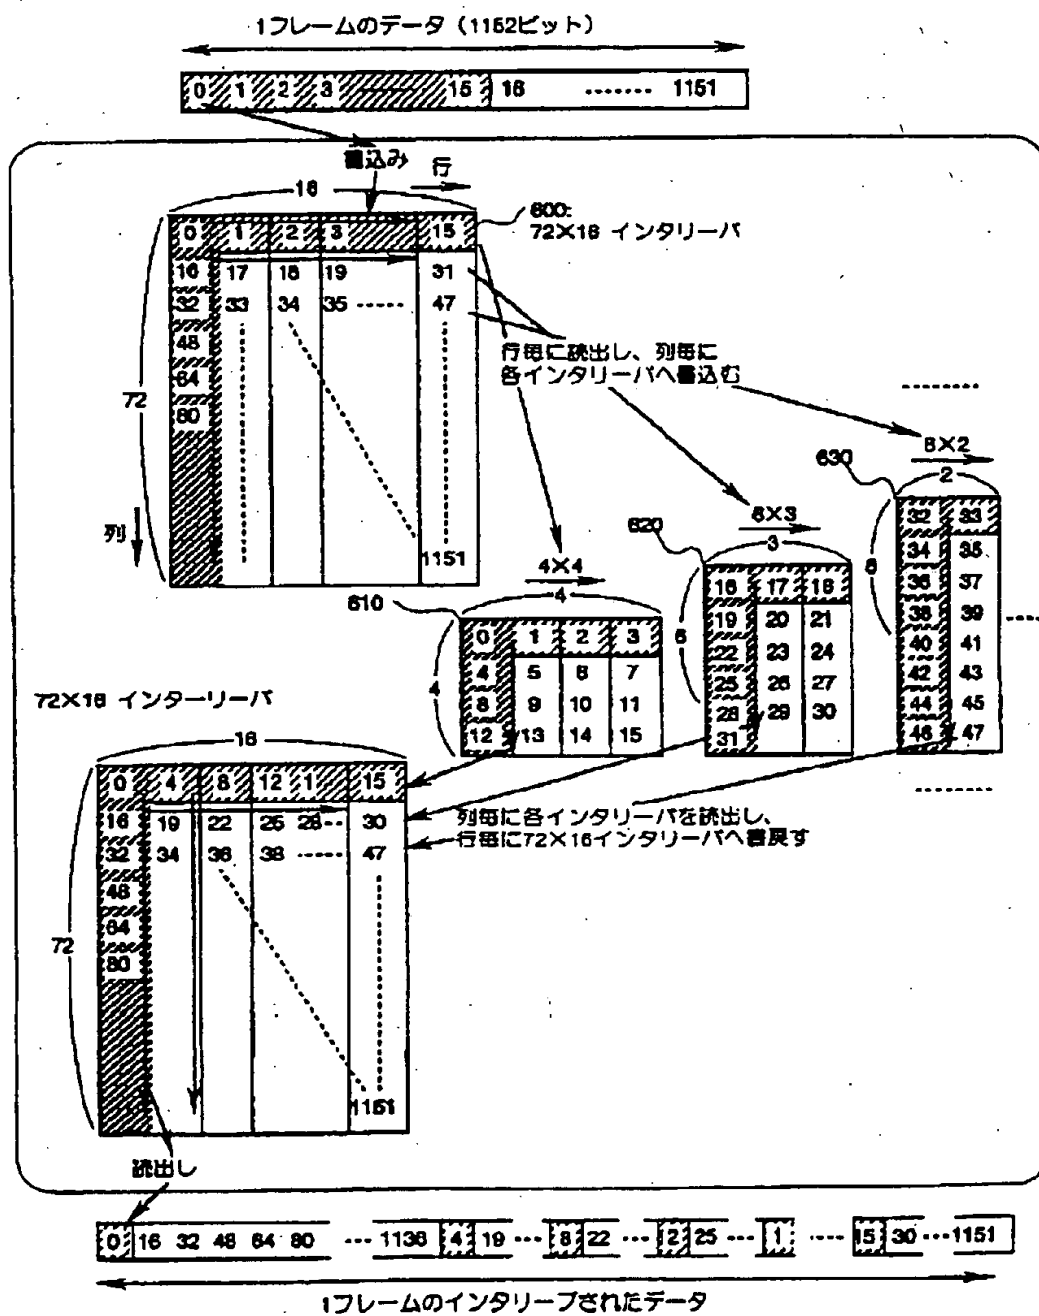 1フレームのデータ（1152ビット）
0 1 2 3 15 16 ‥‥‥ 1151
書込み
行
16
600:
72×16 インタリーバ
0 1 2 3 15
16 17 18 19 31
32 33 34 35 ----- 47
48
64
80
72
列
1151
行毎に読出し、列毎に
各インタリーバへ書込む
4×4
4
610
4
0 1 2 3
4 5 6 7
8 9 10 11
12 13 14 15
6×3
3
620
6
16 17 18
19 20 21
22 23 24
25 26 27
28 29 30
31
8×2
2
630
8
32 33
34 35
36 37
38 39
40 41
42 43
44 45
46 47
72×16 インターリーバ
16
0 4 8 12 1 15
16 19 22 25 28-- 30
32 34 36 38 ----- 47
48
64
80
72
1151
列毎に各インタリーバを読出し、
行毎に72×16インタリーバへ書戻す
読出し
0 16 32 48 64 80 --- 1136 4 19 --- 8 22 --- 2 25 --- 1 ---- 15 30 --- 1151
1フレームのインタリーブされたデータ